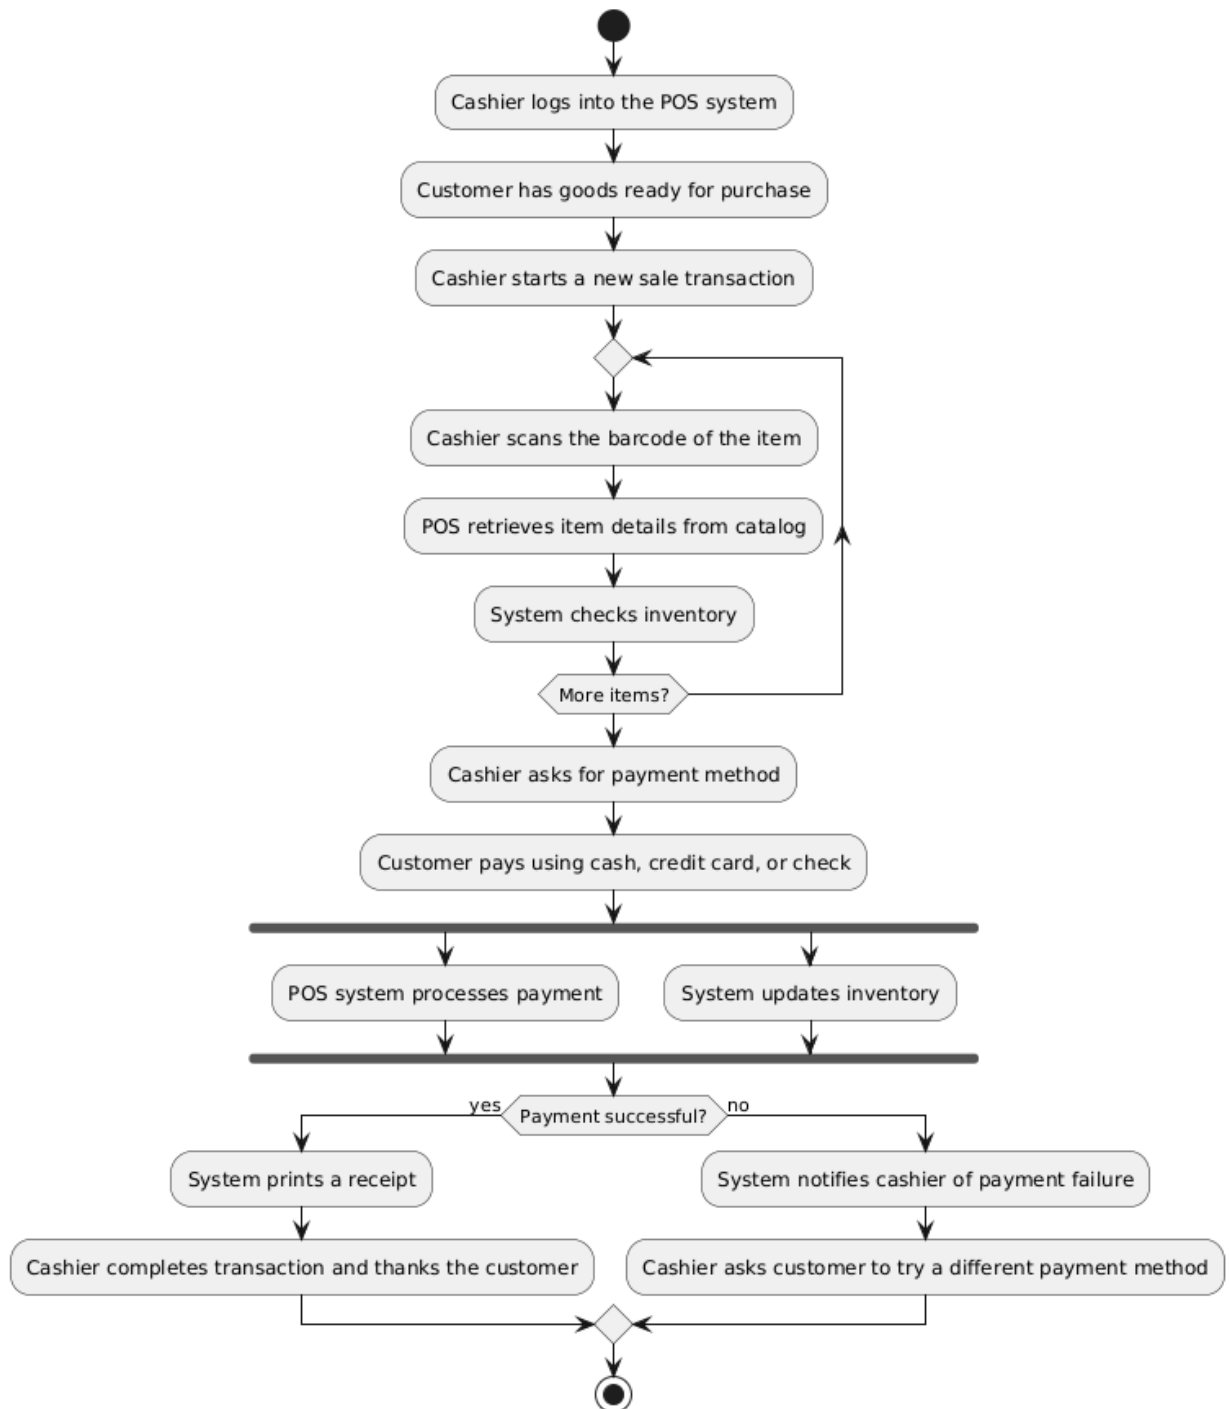 Cashier logs into the POS system
Customer has goods ready for purchase
Cashier starts a new sale transaction
Cashier scans the barcode of the item
POS retrieves item details from catalog
System checks inventory
More items?
Cashier asks for payment method
Customer pays using cash, credit card, or check
POS system processes payment
System updates inventory
yes
Payment successful?
no
System prints a receipt
System notifies cashier of payment failure
Cashier completes transaction and thanks the customer
Cashier asks customer to try a different payment method